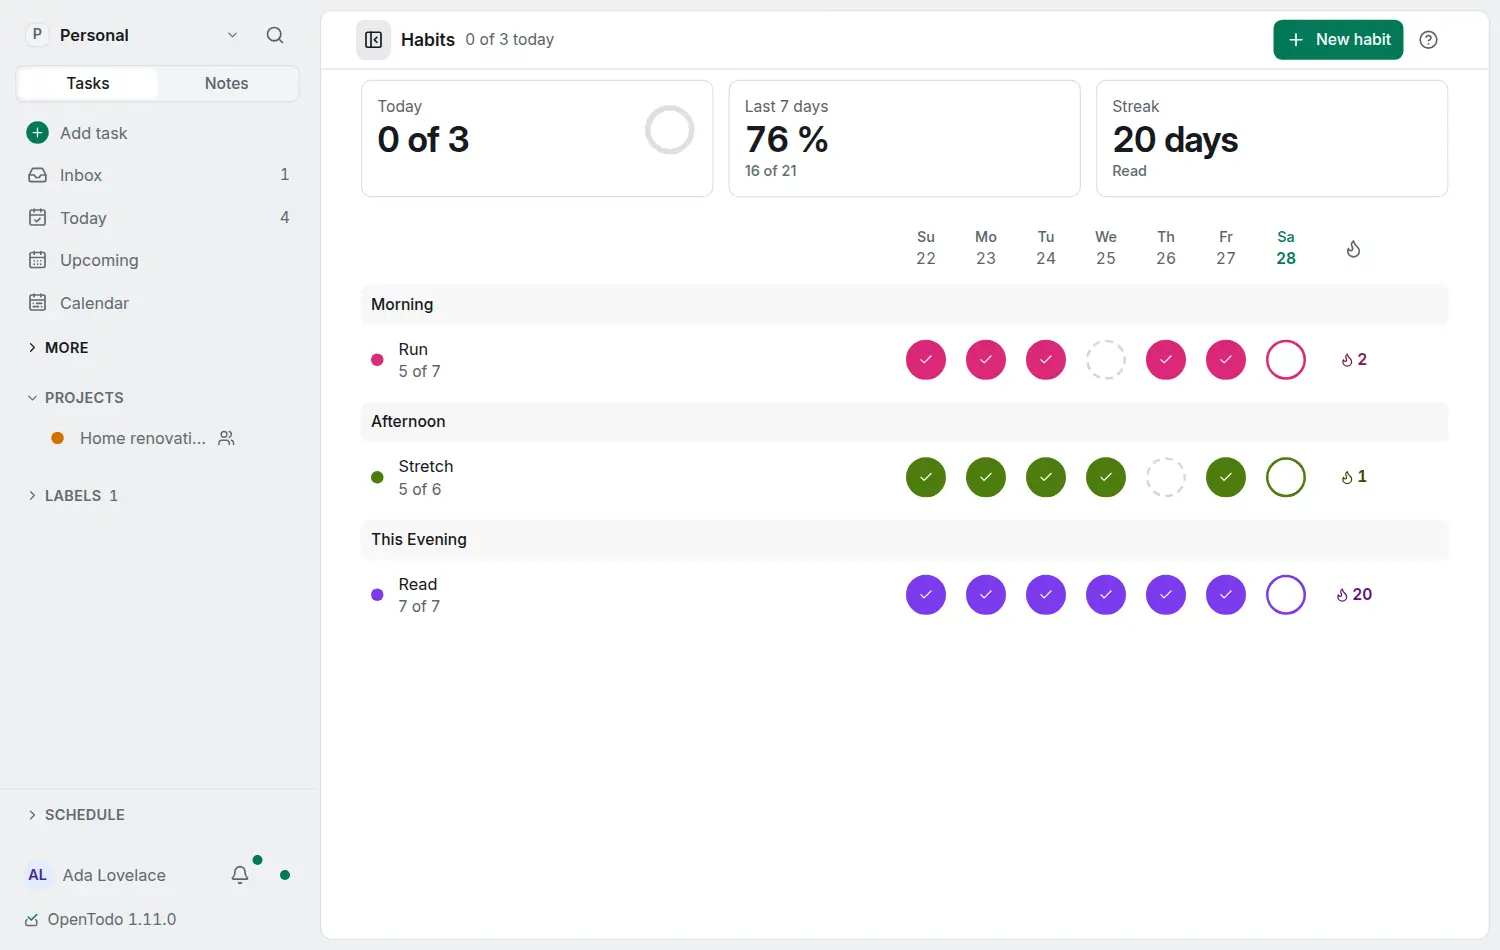 P Personal
Tasks Notes
Add task
Inbox 1
Today 4
Upcoming
Calendar
MORE
PROJECTS
Home renovati...
LABELS 1
SCHEDULE
AL Ada Lovelace
OpenTodo 1.11.0
Habits 0 of 3 today
New habit
Today
0 of 3
Last 7 days
76 %
16 of 21
Streak
20 days
Read
Su Mo Tu We Th Fr Sa
22 23 24 25 26 27 28
Morning
Run
5 of 7
2
Afternoon
Stretch
5 of 6
1
This Evening
Read
7 of 7
20